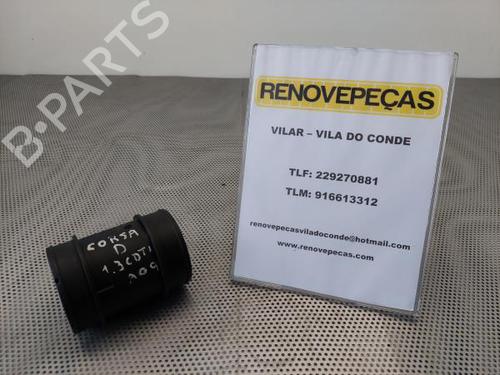 B-PARTS
RENOVEPEÇAS
VILAR – VILA DO CONDE
TLF: 229270881
TLM: 916613312
renovepecasviladoconde@hotmail.com
www.renovepecas.com
CORSA
D
1.3CDTI